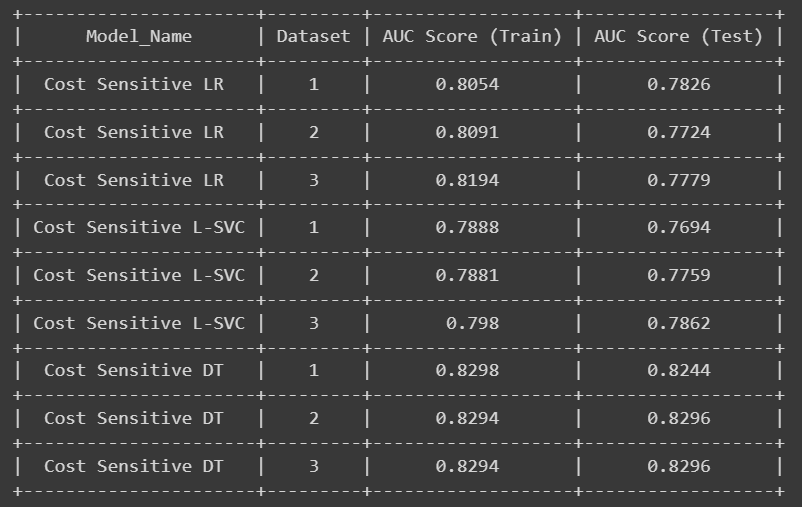 Model_Name | Dataset | AUC Score (Train) | AUC Score (Test)
Cost Sensitive LR | 1 | 0.8054 | 0.7826
Cost Sensitive LR | 2 | 0.8091 | 0.7724
Cost Sensitive LR | 3 | 0.8194 | 0.7779
Cost Sensitive L-SVC | 1 | 0.7888 | 0.7694
Cost Sensitive L-SVC | 2 | 0.7881 | 0.7759
Cost Sensitive L-SVC | 3 | 0.798 | 0.7862
Cost Sensitive DT | 1 | 0.8298 | 0.8244
Cost Sensitive DT | 2 | 0.8294 | 0.8296
Cost Sensitive DT | 3 | 0.8294 | 0.8296